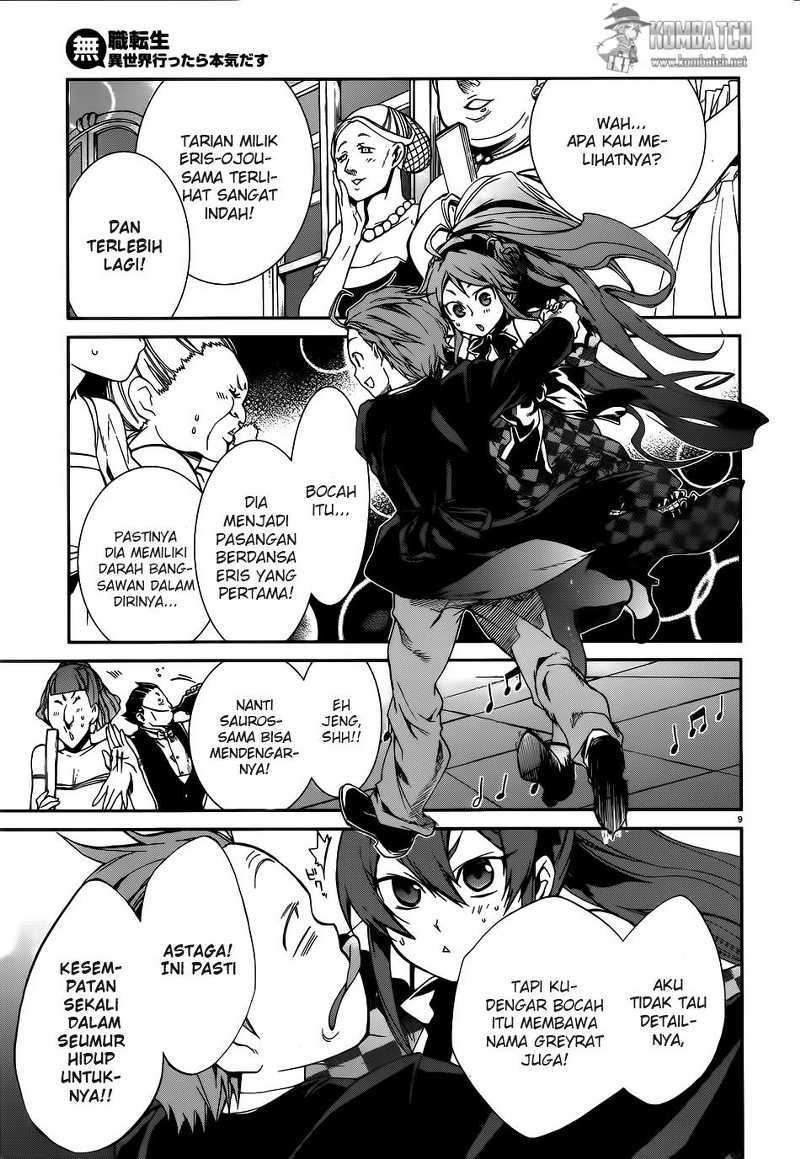 無職転生
異世界行ったら本気だす
KOMBATCH
www.kombatch.net
WAH...
APA KAU ME-
LIHATNYA?
TARIAN MILIK
ERIS-OJOU-
SAMA TERLI-
HAT SANGAT
INDAH!
DAN
TERLEBIH
LAGI!
BOCAH
ITU...
DIA
MENJADI
PASANGAN
BERDANSA
ERIS YANG
PERTAMA!
PASTINYA
DIA MEMILIKI
DARAH BANG-
SAWAN DALAM
DIRINYA...
EH
JENG,
SHH!!
NANTI
SAUROS-
SAMA BISA
MENDENGAR-
NYA!
9
AKU
TIDAK TAU
DETAIL-
NYA,
TAPI KU-
DENGAR BOCAH
ITU MEMBAWA
NAMA GREYRAT
JUGA!
ASTAGA!
INI PASTI
KESEM-
PATAN
SEKALI
DALAM
SEUMUR
HIDUP
UNTUK-
NYA!!